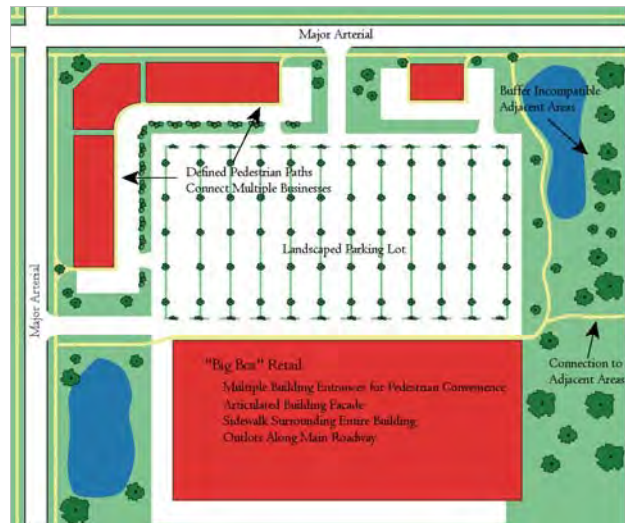 Major Arterial
Buffer Incompatible
Adjacent Areas
Defined Pedestrian Paths
Connect Multiple Businesses
Landscaped Parking Lot
Major Arterial
"Big Box" Retail
Multiple Building Entrances for Pedestrian Convenience
Articulated Building Facade
Sidewalk Surrounding Entire Building
Outlots Along Main Roadway
Connection to
Adjacent Areas